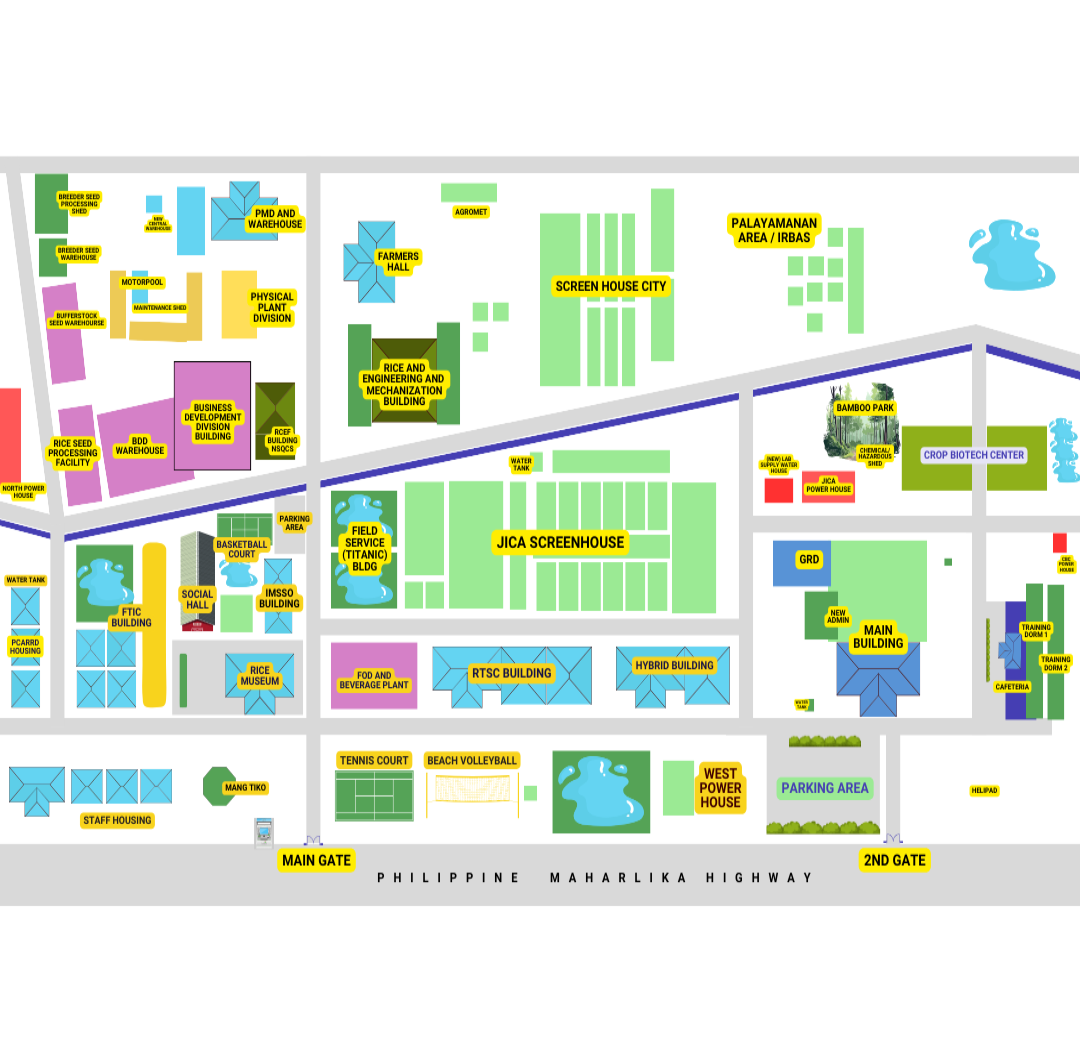 BREEDER SEED
PROCESSING
SHED
NEW
CENTRAL
WAREHOUSE
PMD AND
WAREHOUSE
AGROMET
PALAYAMANAN
AREA / IRBAS
BREEDER SEED
WAREHOUSE
FARMERS
HALL
MOTORPOOL
SCREEN HOUSE CITY
MAINTENANCE SHED
PHYSICAL
PLANT
DIVISION
BUFFERSTOCK
SEED WAREHOURSE
RICE AND
ENGINEERING AND
MECHANIZATION
BUILDING
BUSINESS
DEVELOPMENT
DIVISION
BUILDING
BAMBOO PARK
RICE SEED
PROCESSING
FACILITY
BDD
WAREHOUSE
RCEF
BUILDING
NSQCS
WATER
TANK
(NEW) LAB
SUPPLY WATER
HOUSE
CHEMICAL/
HAZARDOUS
SHED
CROP BIOTECH CENTER
JICA
POWER HOUSE
NORTH POWER
HOUSE
PARKING
AREA
BASKETBALL
COURT
FIELD
SERVICE
(TITANIC)
BLDG
JICA SCREENHOUSE
GRD
CBC
POWER
HOUSE
WATER TANK
SOCIAL
HALL
IMSSO
BUILDING
FTIC
BUILDING
NEW
ADMIN
MAIN
BUILDING
TRAINING
DORM 1
PCARRD
HOUSING
RICE
MUSEUM
FOD AND
BEVERAGE PLANT
RTSC BUILDING
HYBRID BUILDING
TRAINING
DORM 2
CAFETERIA
WATER
TANK
TENNIS COURT
BEACH VOLLEYBALL
WEST
POWER
HOUSE
PARKING AREA
MANG TIKO
HELIPAD
STAFF HOUSING
MAIN GATE
2ND GATE
PHILIPPINE MAHARLIKA HIGHWAY